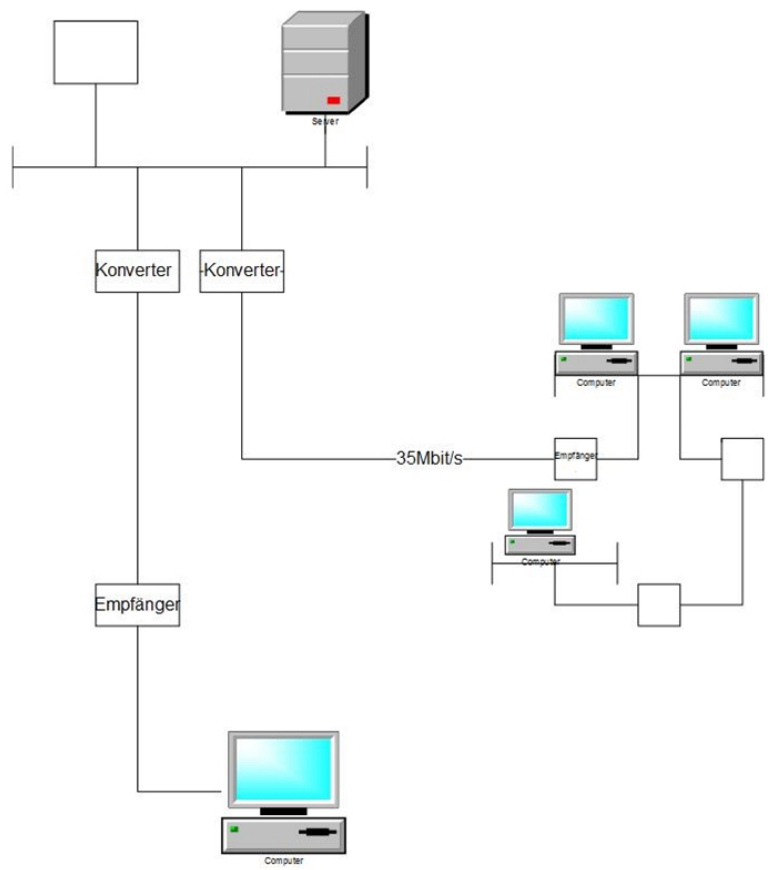 Server
Konverter
-Konverter-
Computer
Computer
35Mbit/s
Empfänger
Computer
Empfänger
Computer